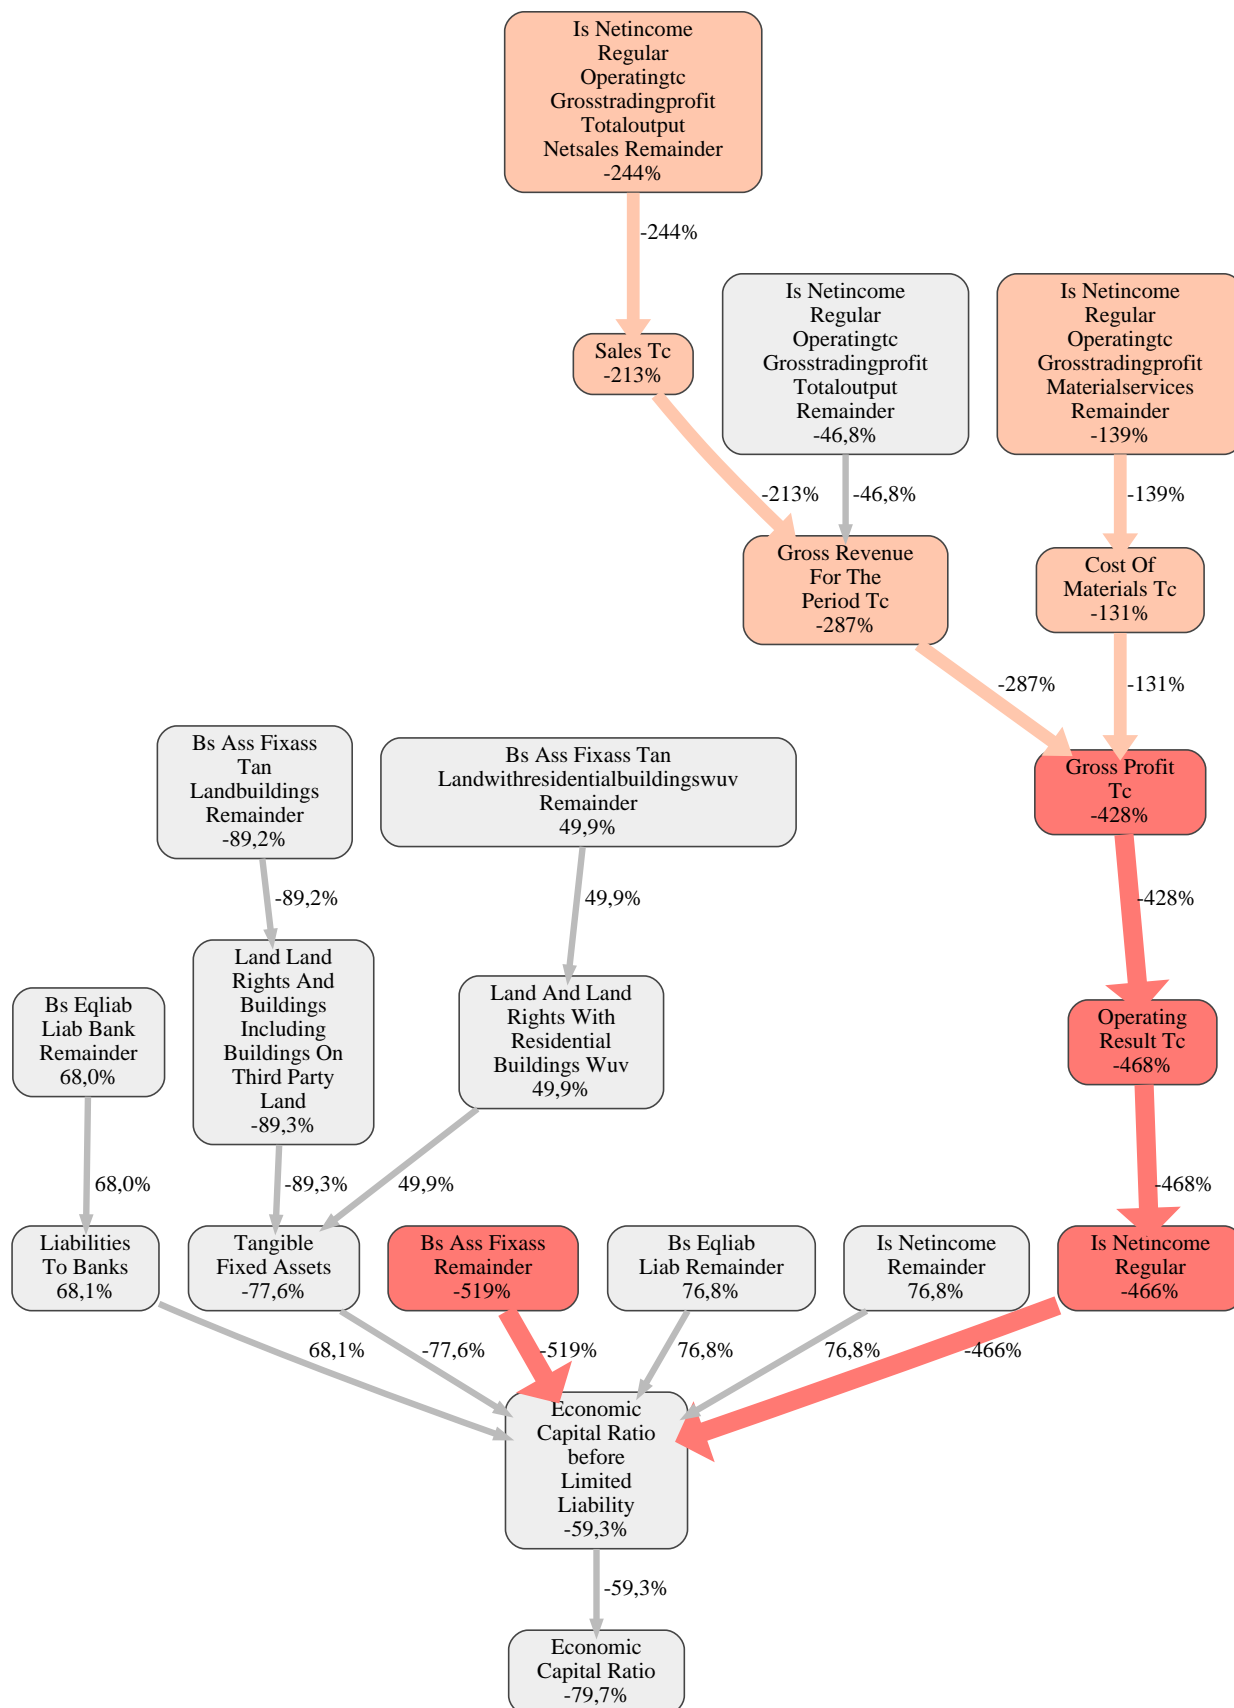 Is Netincome
Regular
Operatingtc
Grosstradingprofit
Totaloutput
Netsales Remainder
-244%
-244%
Is Netincome
Regular
Operatingtc
Grosstradingprofit
Totaloutput
Remainder
-46,8%
Is Netincome
Regular
Operatingtc
Grosstradingprofit
Materialservices
Remainder
-139%
Sales Tc
-213%
-213%
-46,8%
-139%
Gross Revenue
For The
Period Tc
-287%
Cost Of
Materials Tc
-131%
-287%
-131%
Bs Ass Fixass
Tan
Landbuildings
Remainder
-89,2%
Bs Ass Fixass Tan
Landwithresidentialbuildingswuv
Remainder
49,9%
Gross Profit
Tc
-428%
-89,2%
49,9%
-428%
Bs Eqliab
Liab Bank
Remainder
68,0%
Land Land
Rights And
Buildings
Including
Buildings On
Third Party
Land
-89,3%
Land And Land
Rights With
Residential
Buildings Wuv
49,9%
Operating
Result Tc
-468%
68,0%
-89,3%
49,9%
-468%
Liabilities
To Banks
68,1%
Tangible
Fixed Assets
-77,6%
Bs Ass Fixass
Remainder
-519%
Bs Eqliab
Liab Remainder
76,8%
Is Netincome
Remainder
76,8%
Is Netincome
Regular
-466%
68,1%
-77,6%
-519%
76,8%
76,8%
-466%
Economic
Capital Ratio
before
Limited
Liability
-59,3%
-59,3%
Economic
Capital Ratio
-79,7%